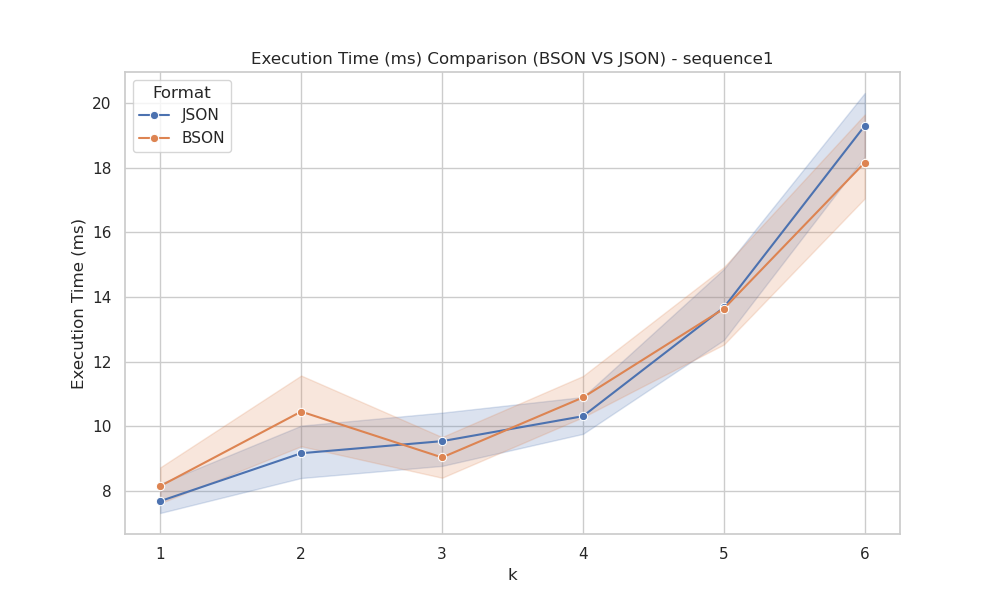 Execution Time (ms) Comparison (BSON VS JSON) - sequence1
Format
JSON
BSON
Execution Time (ms)
20
18
16
14
12
10
8
1 2 3 4 5 6
k